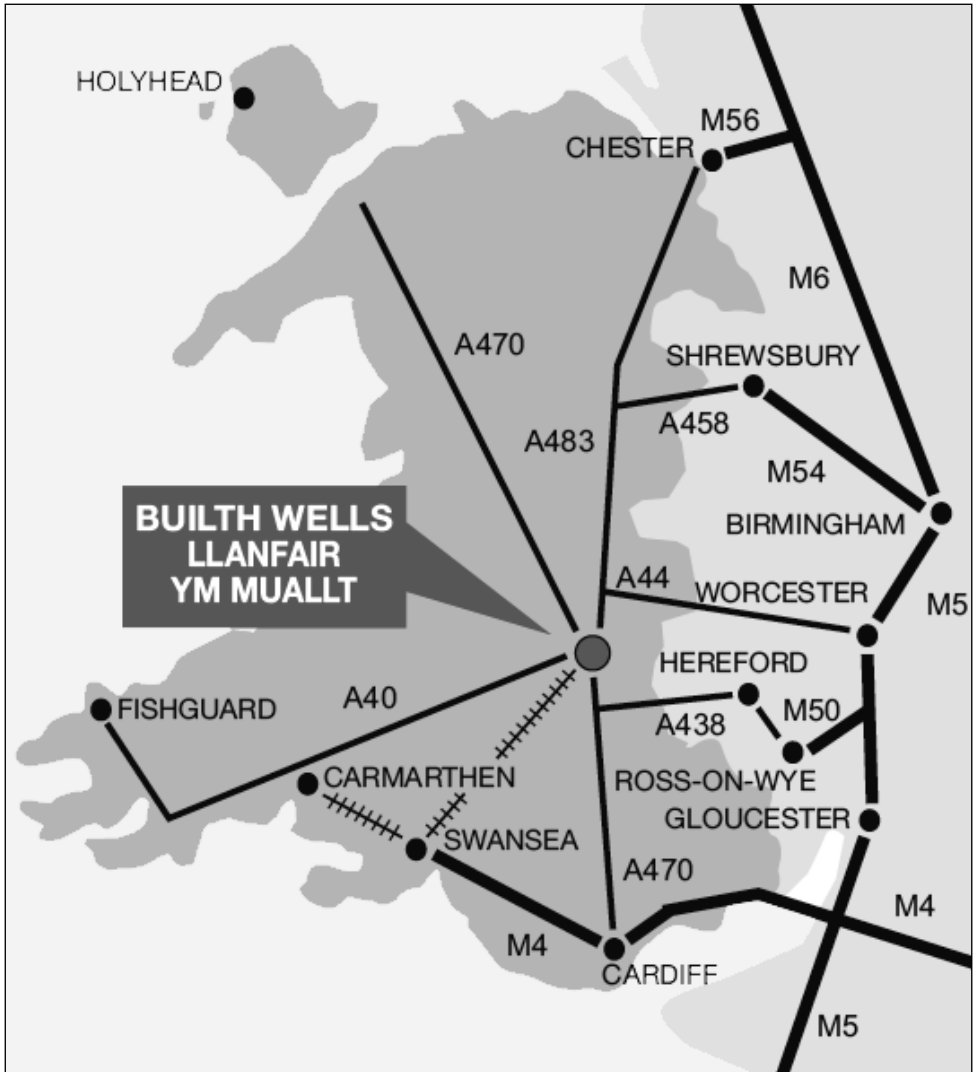 HOLYHEAD
M56
CHESTER
M6
A470
SHREWSBURY
A458
A483
M54
BUILTH WELLS
LLANFAIR
YM MUALLT
BIRMINGHAM
A44
WORCESTER
M5
HEREFORD
A40
FISHGUARD
M50
A438
CARMARTHEN
ROSS-ON-WYE
GLOUCESTER
SWANSEA
A470
M4
M4
CARDIFF
M5